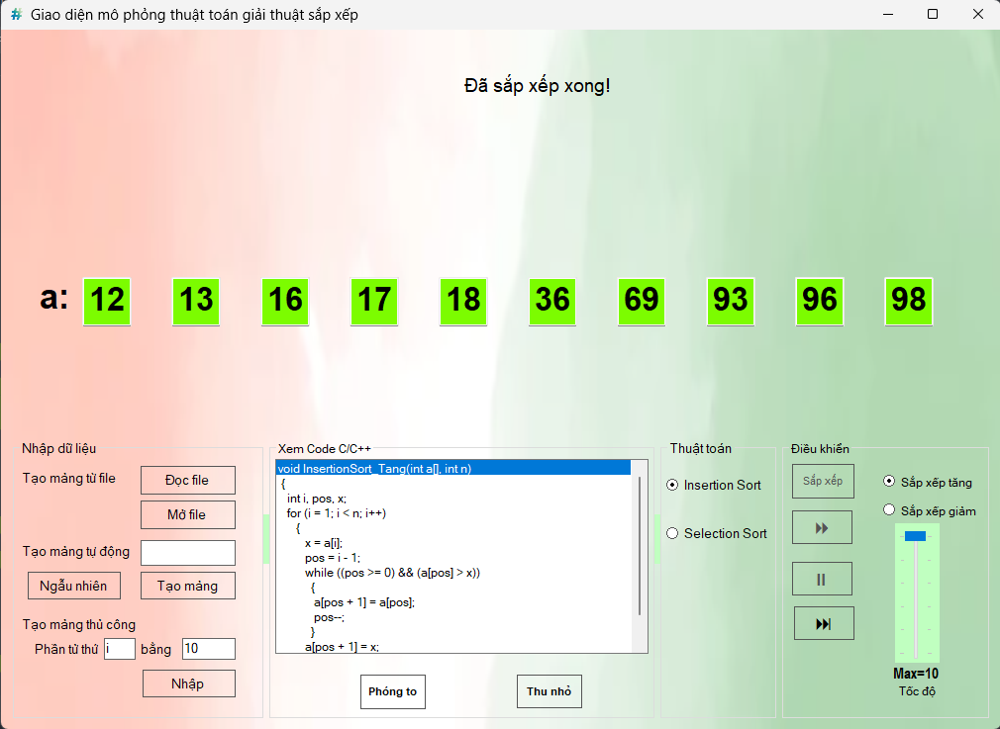 Giao diện mô phỏng thuật toán giải thuật sắp xếp
Đã sắp xếp xong!
a: 12 13 16 17 18 36 69 93 96 98
Nhập dữ liệu
Tạo mảng từ file
Đọc file
Mở file
Tạo mảng tự động
Ngẫu nhiên
Tạo mảng
Tạo mảng thủ công
Phần tử thứ i bằng 10
Nhập
Xem Code C/C++
void InsertionSort_Tang(int a[], int n)
{
int i, pos, x;
for (i = 1; i < n; i++)
{
x = a[i];
pos = i - 1;
while ((pos >= 0) && (a[pos] > x))
{
a[pos + 1] = a[pos];
pos--;
}
a[pos + 1] = x;
Phóng to
Thu nhỏ
Thuật toán
Insertion Sort
Selection Sort
Điều khiển
Sắp xếp
Sắp xếp tăng
Sắp xếp giảm
Max=10
Tốc độ